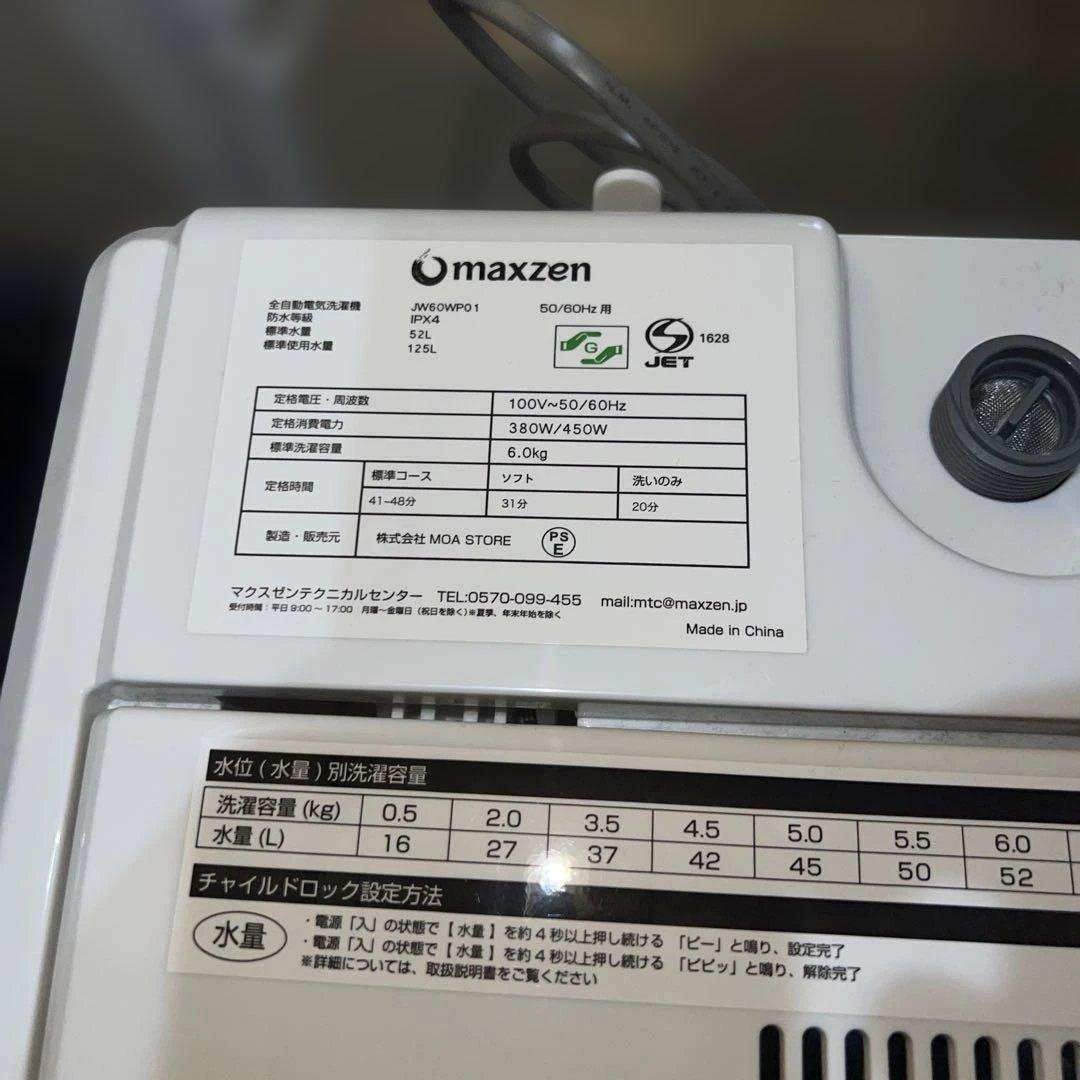 maxzen
全自動電気洗濯機 JW60WP01 50/60Hz 用
防水等級 IPX4
標準水量 52L
標準使用水量 125L
G
JET
1628
定格電圧・周波数 100V~50/60Hz
定格消費電力 380W/450W
標準洗濯容量 6.0kg
定格時間 標準コース ソフト 洗いのみ
41-48分 31分 20分
製造・販売元 株式会社 MOA STORE PS E
マクスゼンテクニカルセンター TEL:0570-099-455 mail:mtc@maxzen.jp
受付時間：平日 9:00～17:00 月曜～金曜日（祝日を除く）※夏季、年末年始を除く
Made in China
水位(水量)別洗濯容量
洗濯容量(kg) 0.5 2.0 3.5 4.5 5.0 5.5 6.0
水量(L) 16 27 37 42 45 50 52
チャイルドロック設定方法
水量
・電源「入」の状態で【水量】を約4秒以上押し続ける 「ピー」と鳴り、設定完了
・電源「入」の状態で【水量】を約4秒以上押し続ける 「ピピッ」と鳴り、解除完了
※詳細については、取扱説明書をご覧ください